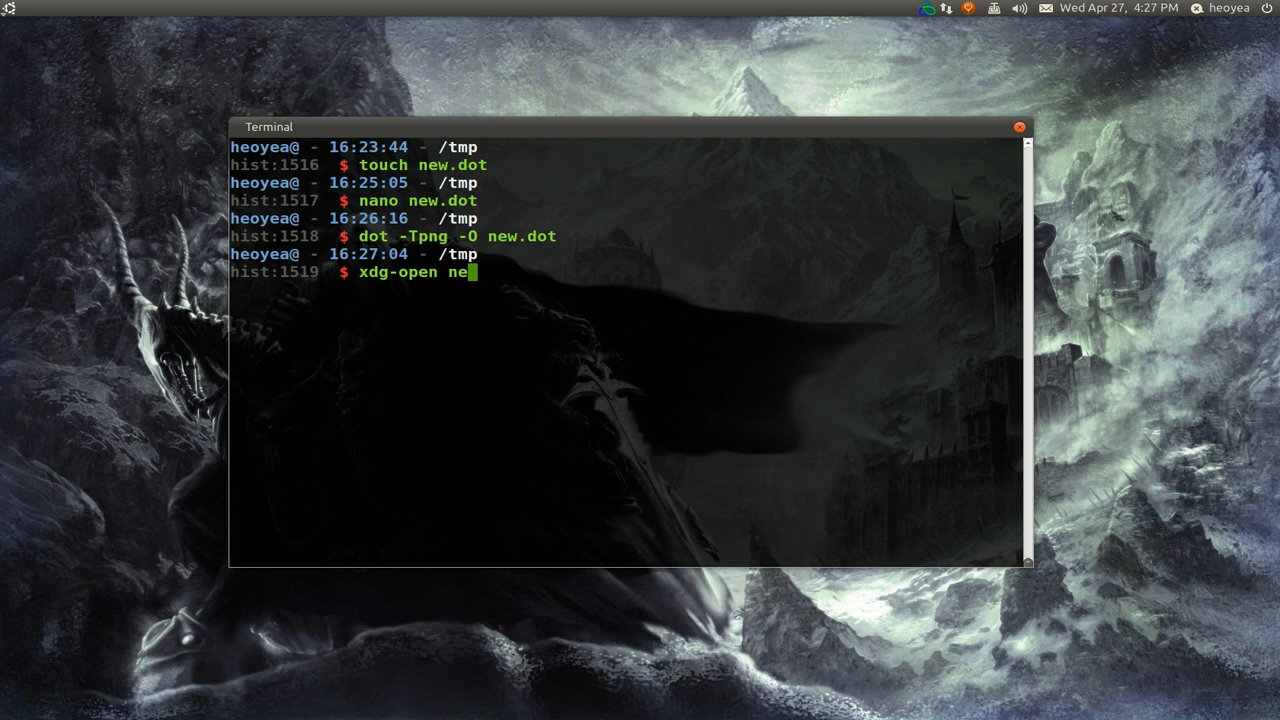 Wed Apr 27, 4:27 PM heoyea
Terminal
heoyea@ - 16:23:44 - /tmp
hist:1516 $ touch new.dot
heoyea@ - 16:25:05 - /tmp
hist:1517 $ nano new.dot
heoyea@ - 16:26:16 - /tmp
hist:1518 $ dot -Tpng -O new.dot
heoyea@ - 16:27:04 - /tmp
hist:1519 $ xdg-open ne